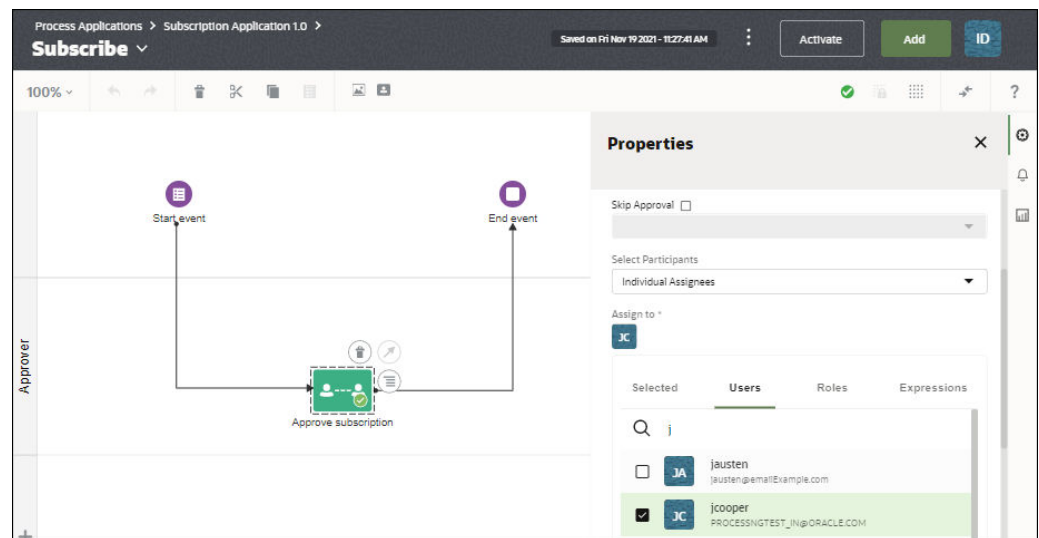 Process Applications > Subscription Application 1.0 >
Subscribe
Saved on Fri Nov 19 2021 - 11:27:41 AM
Activate
Add
ID
100%
?
Properties
Start event
End event
Skip Approval
Select Participants
Individual Assignees
Assign to *
JC
Approver
Approve subscription
Selected
Users
Roles
Expressions
j
JA
jausten
jausten@emailExample.com
JC
jcooper
PROCESSNGTEST_IN@ORACLE.COM